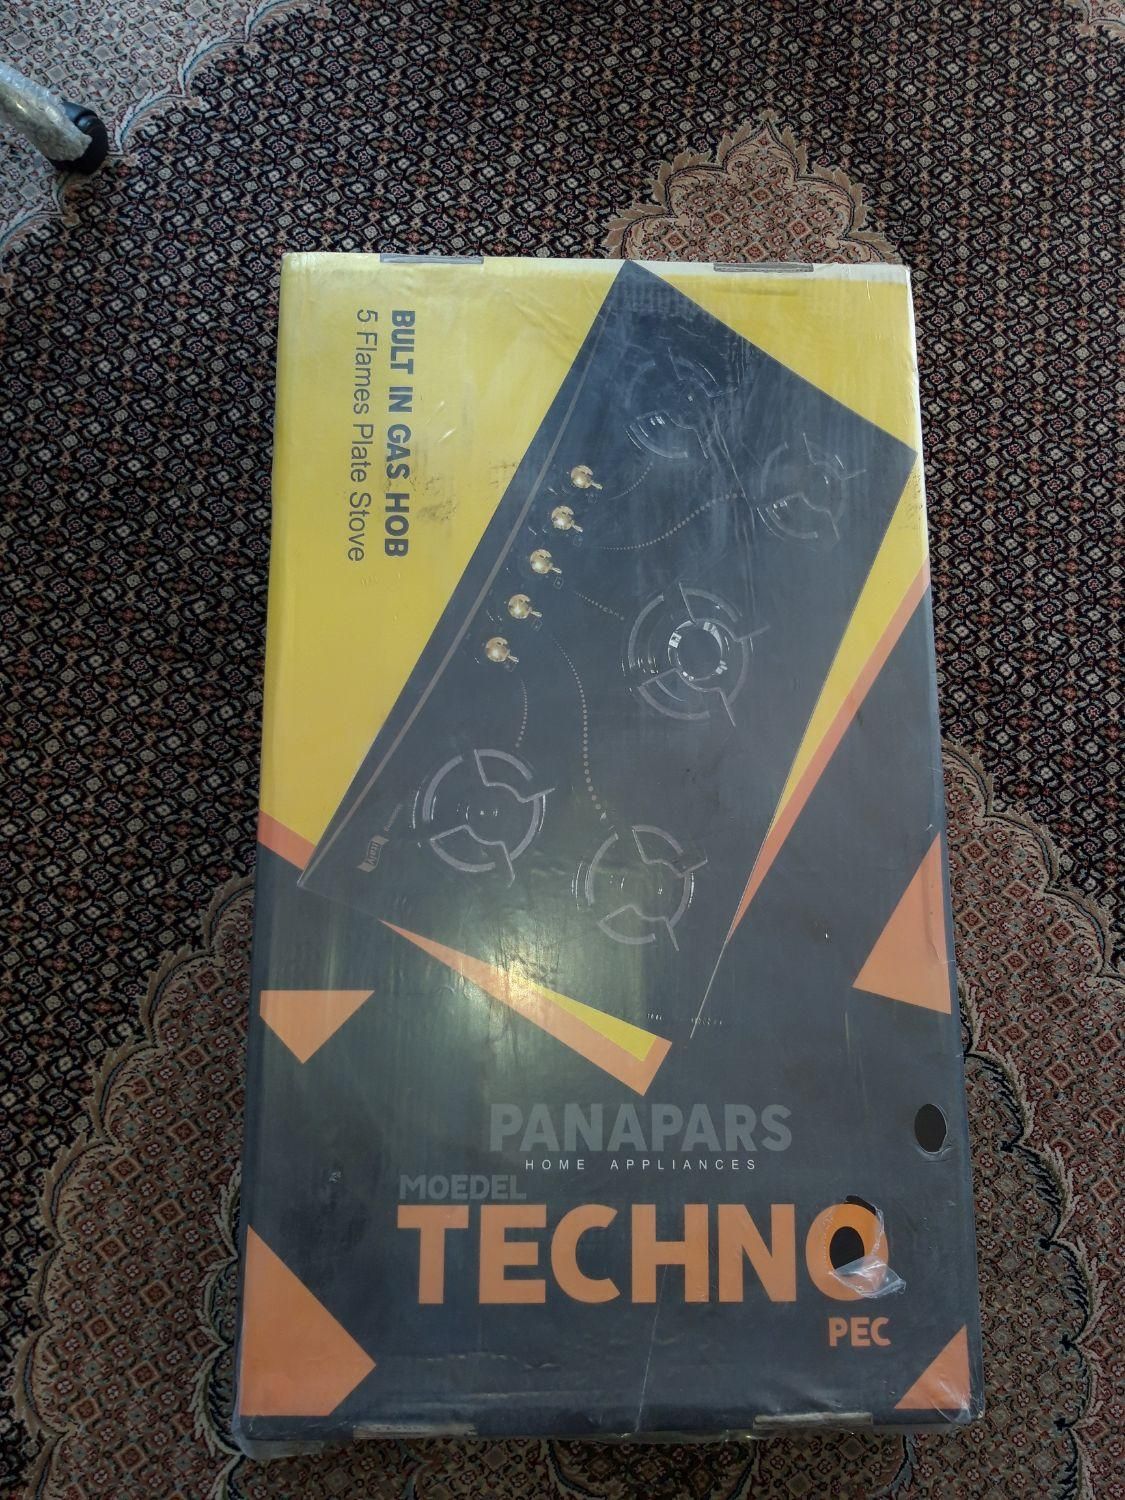 BULT IN GAS HOB
5 Flames Plate Stove
PANAPARS
HOME APPLIANCES
MOEDEL
TECHNO
PEC